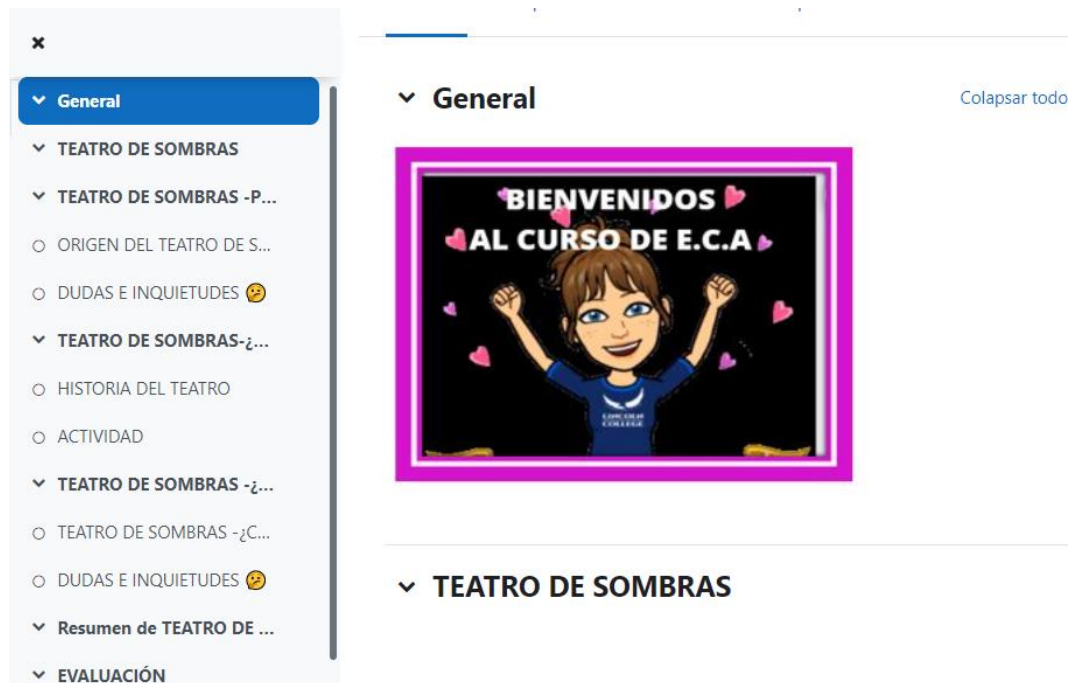 General
TEATRO DE SOMBRAS
TEATRO DE SOMBRAS -P...
ORIGEN DEL TEATRO DE S...
DUDAS E INQUIETUDES 🫤
TEATRO DE SOMBRAS-¿...
HISTORIA DEL TEATRO
ACTIVIDAD
TEATRO DE SOMBRAS -¿...
TEATRO DE SOMBRAS -¿C...
DUDAS E INQUIETUDES 🫤
Resumen de TEATRO DE ...
EVALUACIÓN
General
Colapsar todo
BIENVENIDOS
AL CURSO DE E.C.A
LINCOLN
COLLEGE
TEATRO DE SOMBRAS